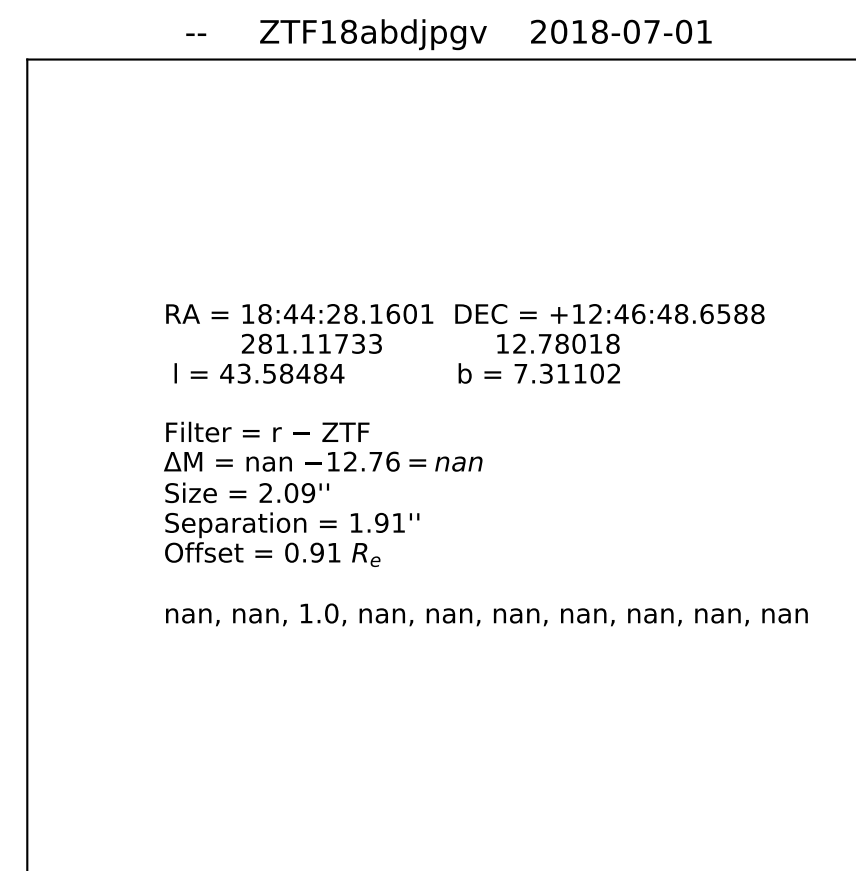 -- ZTF18abdjpgv 2018-07-01
RA = 18:44:28.1601 DEC = +12:46:48.6588
281.11733 12.78018
l = 43.58484 b = 7.31102
Filter = r − ZTF
ΔM = nan −12.76 = nan
Size = 2.09''
Separation = 1.91''
Offset = 0.91 Re
nan, nan, 1.0, nan, nan, nan, nan, nan, nan, nan